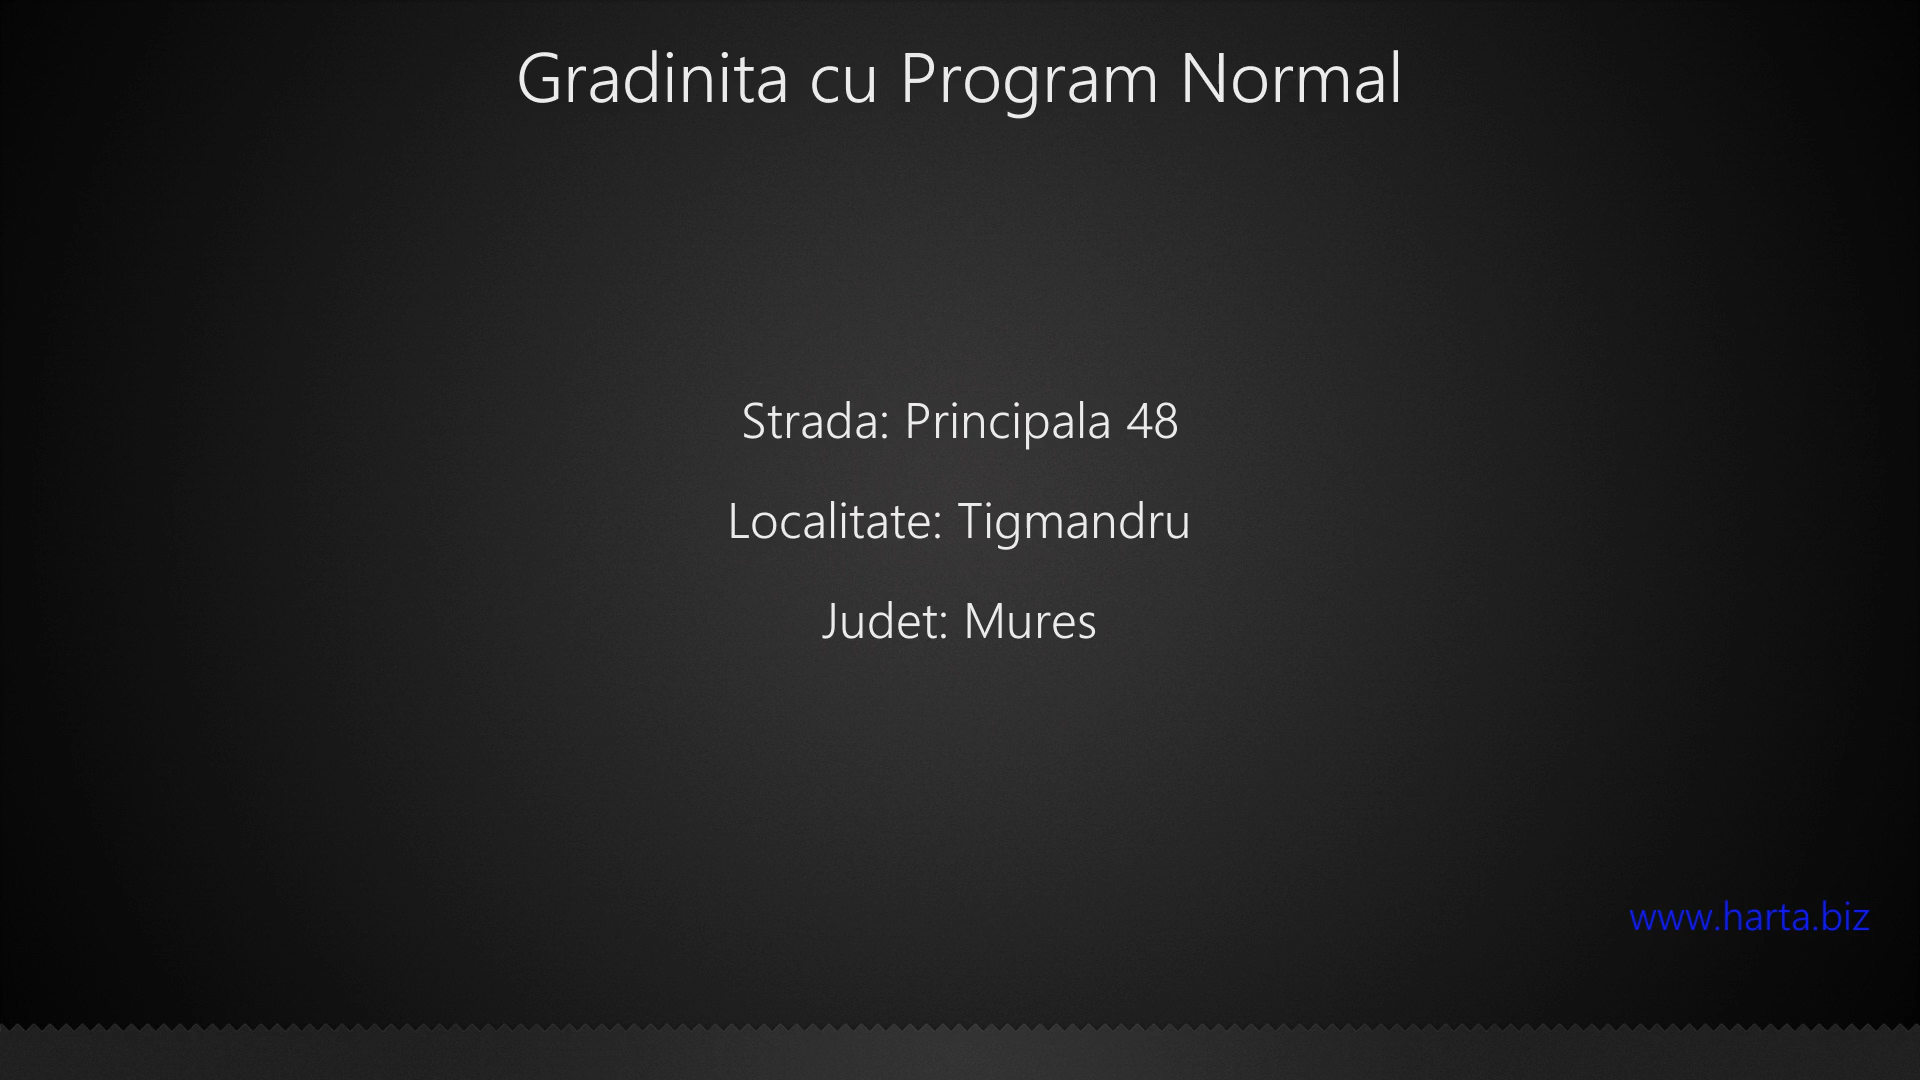 Gradinita cu Program Normal
Strada: Principala 48
Localitate: Tigmandru
Judet: Mures
www.harta.biz